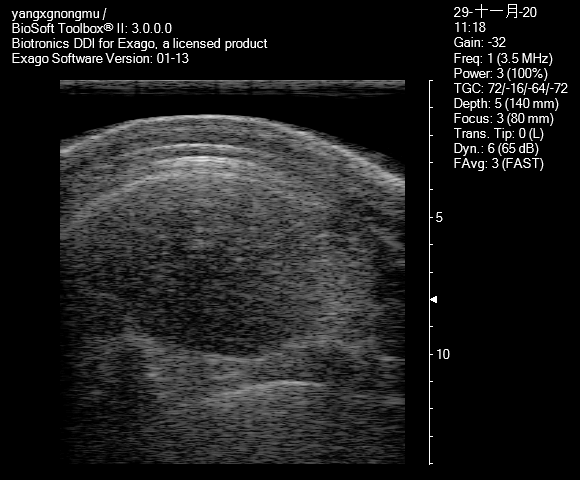 yangxgnongmu /
BioSoft Toolbox® II: 3.0.0.0
Biotronics DDI for Exago, a licensed product
Exago Software Version: 01-13
29-十一月-20
11:18
Gain: -32
Freq: 1 (3.5 MHz)
Power: 3 (100%)
TGC: 72/-16/-64/-72
Depth: 5 (140 mm)
Focus: 3 (80 mm)
Trans. Tip: 0 (L)
Dyn.: 6 (65 dB)
FAvg: 3 (FAST)
5
10